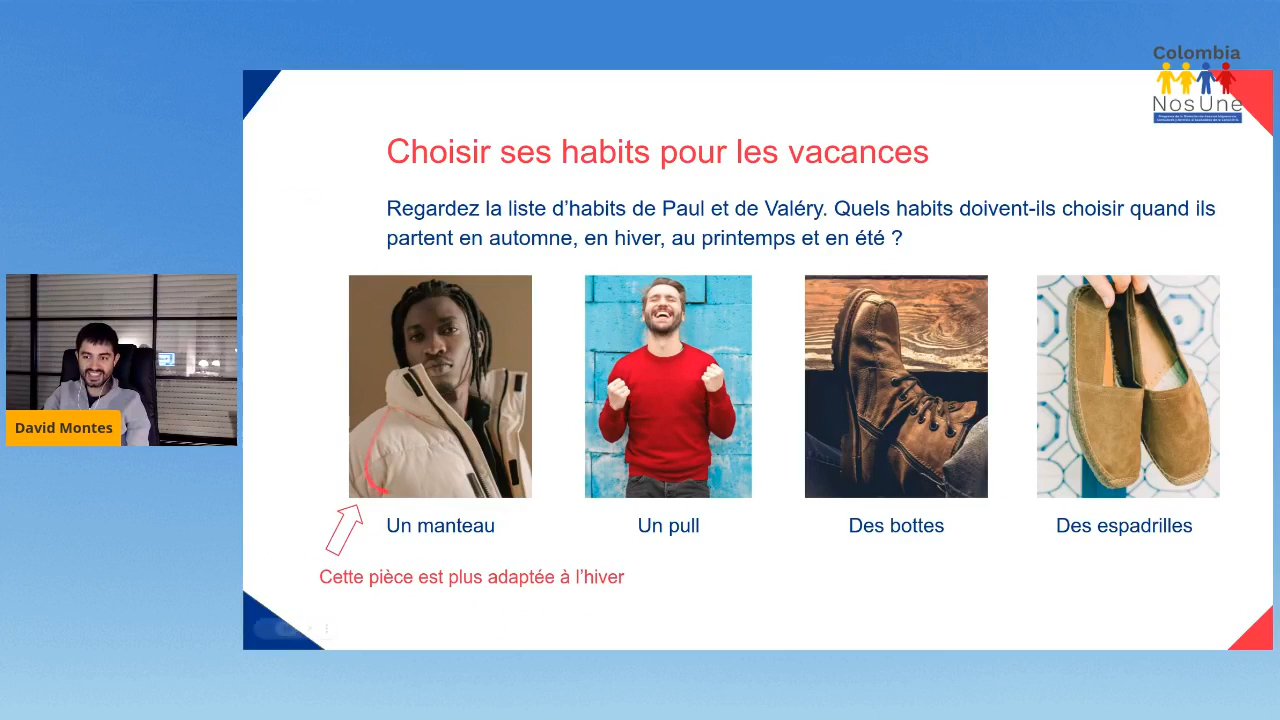 Colombia
NosUne
Choisir ses habits pour les vacances
Regardez la liste d’habits de Paul et de Valéry. Quels habits doivent-ils choisir quand ils
partent en automne, en hiver, au printemps et en été ?
David Montes
Un manteau
Un pull
Des bottes
Des espadrilles
Cette pièce est plus adaptée à l’hiver